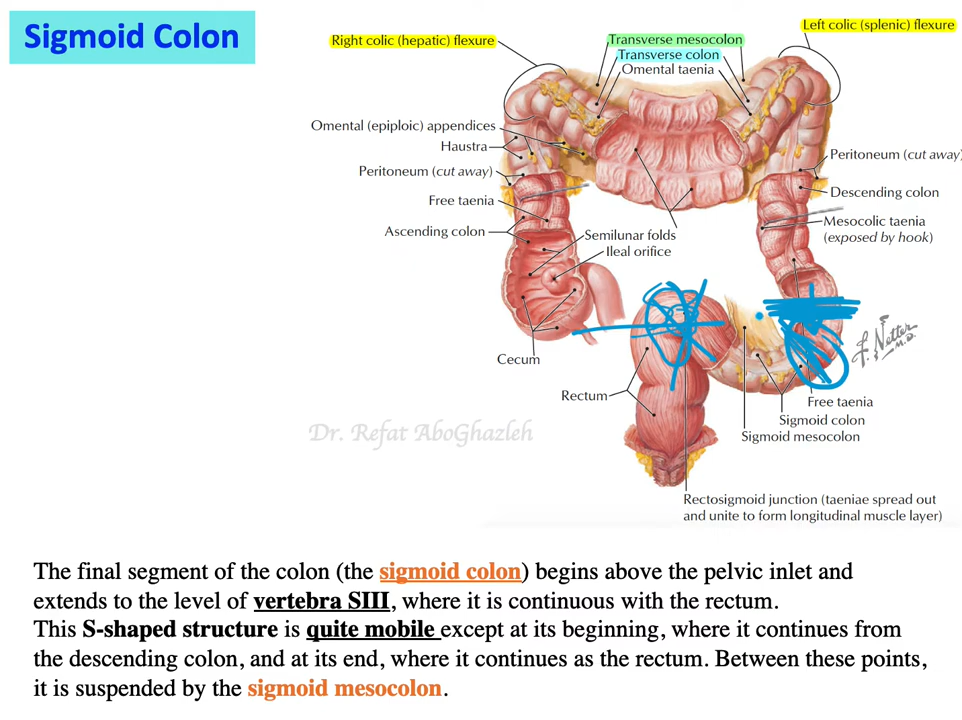 Sigmoid Colon
Left colic (splenic) flexure
Right colic (hepatic) flexure
Transverse mesocolon
Transverse colon
Omental taenia
Omental (epiploic) appendices
Haustra
Peritoneum (cut away)
Free taenia
Ascending colon
Peritoneum (cut away)
Descending colon
Mesocolic taenia
(exposed by hook)
Semilunar folds
Ileal orifice
Cecum
Rectum
F. Netter
M.D.
Free taenia
Sigmoid colon
Sigmoid mesocolon
Dr. Refat AboGhazleh
Rectosigmoid junction (taeniae spread out
and unite to form longitudinal muscle layer)
The final segment of the colon (the sigmoid colon) begins above the pelvic inlet and
extends to the level of vertebra SIII, where it is continuous with the rectum.
This S-shaped structure is quite mobile except at its beginning, where it continues from
the descending colon, and at its end, where it continues as the rectum. Between these points,
it is suspended by the sigmoid mesocolon.